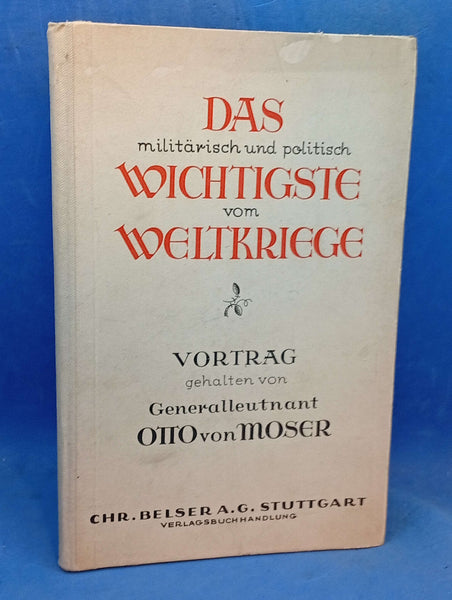 DAS
militärisch und politisch
WICHTIGSTE
vom
WELTKRIEGE
VORTRAG
gehalten von
Generalleutnant
OTTO von MOSER
CHR. BELSER A. G. STUTTGART
VERLAGSBUCHHANDLUNG